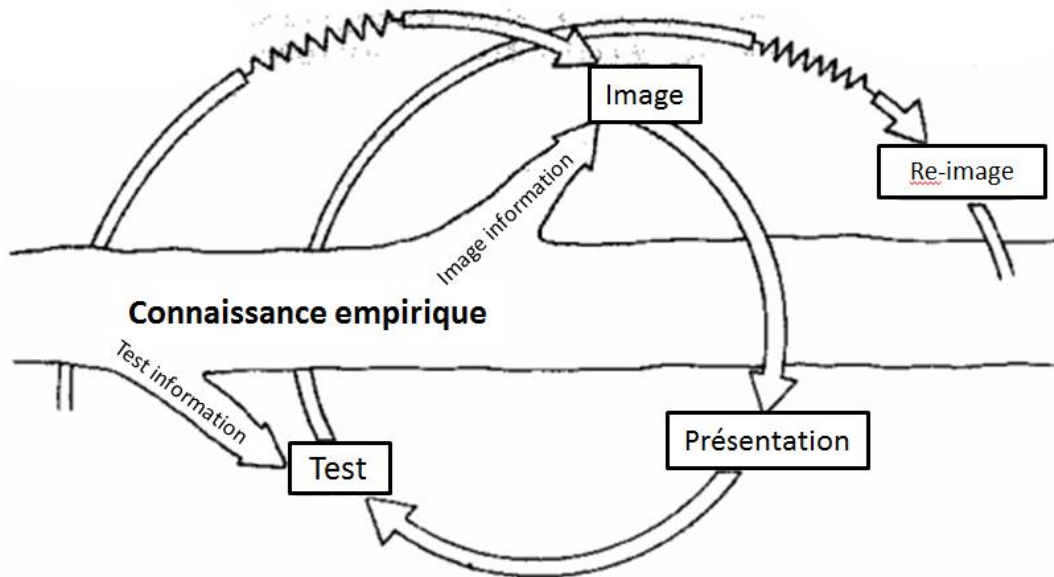 Image
Re-image
Image information
Connaissance empirique
Test information
Présentation
Test